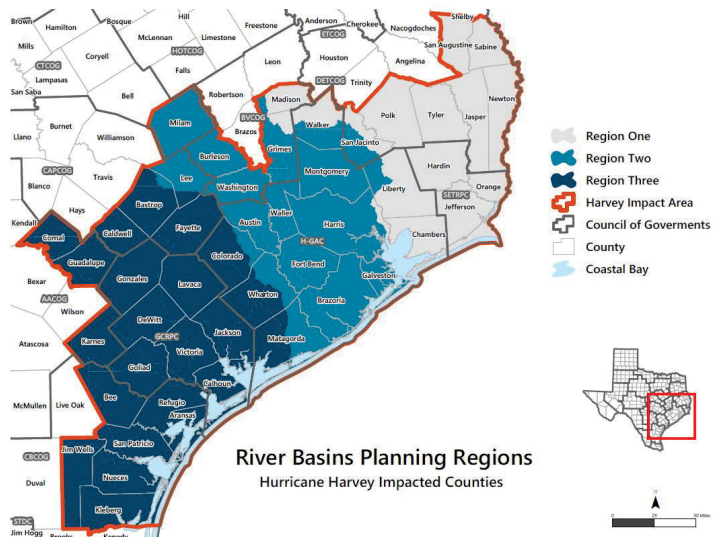 Hill
Freestone
Anderson
Cherokee
Nacogdoches
Shelby
Brown
Hamilton
Bosque
McLennan
Limestone
ETCOG
San Augustine
Sabine
Mills
Coryell
HOTCOG
Leon
Houston
Angelina
CTCOG
Falls
DETCOG
Trinity
Lampasas
San Saba
Bell
Robertson
Madison
Newton
Milam
BVCOG
Walker
Polk
Tyler
Jasper
Burnet
Brazos
Llano
Williamson
Grimes
San Jacinto
Burleson
Hardin
CAPCOG
Travis
Lee
Montgomery
Washington
Liberty
Orange
Blanco
SETRPC
Hays
Bastrop
Waller
Jefferson
Kendall
Fayette
Austin
Harris
Chambers
Comal
Caldwell
H-GAC
Guadalupe
Colorado
Fort Bend
Bexar
Gonzales
Galveston
AACOG
Lavaca
Wharton
Brazoria
Wilson
DeWitt
Jackson
Matagorda
Atascosa
Karnes
GCRPC
Victoria
Goliad
Calhoun
McMullen
Live Oak
Bee
Refugio
Aransas
San Patricio
Jim Wells
CBCOG
Duval
Nueces
Kleberg
STDC
Jim Hogg
Brooks
Kenedy
Region One
Region Two
Region Three
Harvey Impact Area
Council of Goverments
County
Coastal Bay
River Basins Planning Regions
Hurricane Harvey Impacted Counties
N
0 25 50 Miles